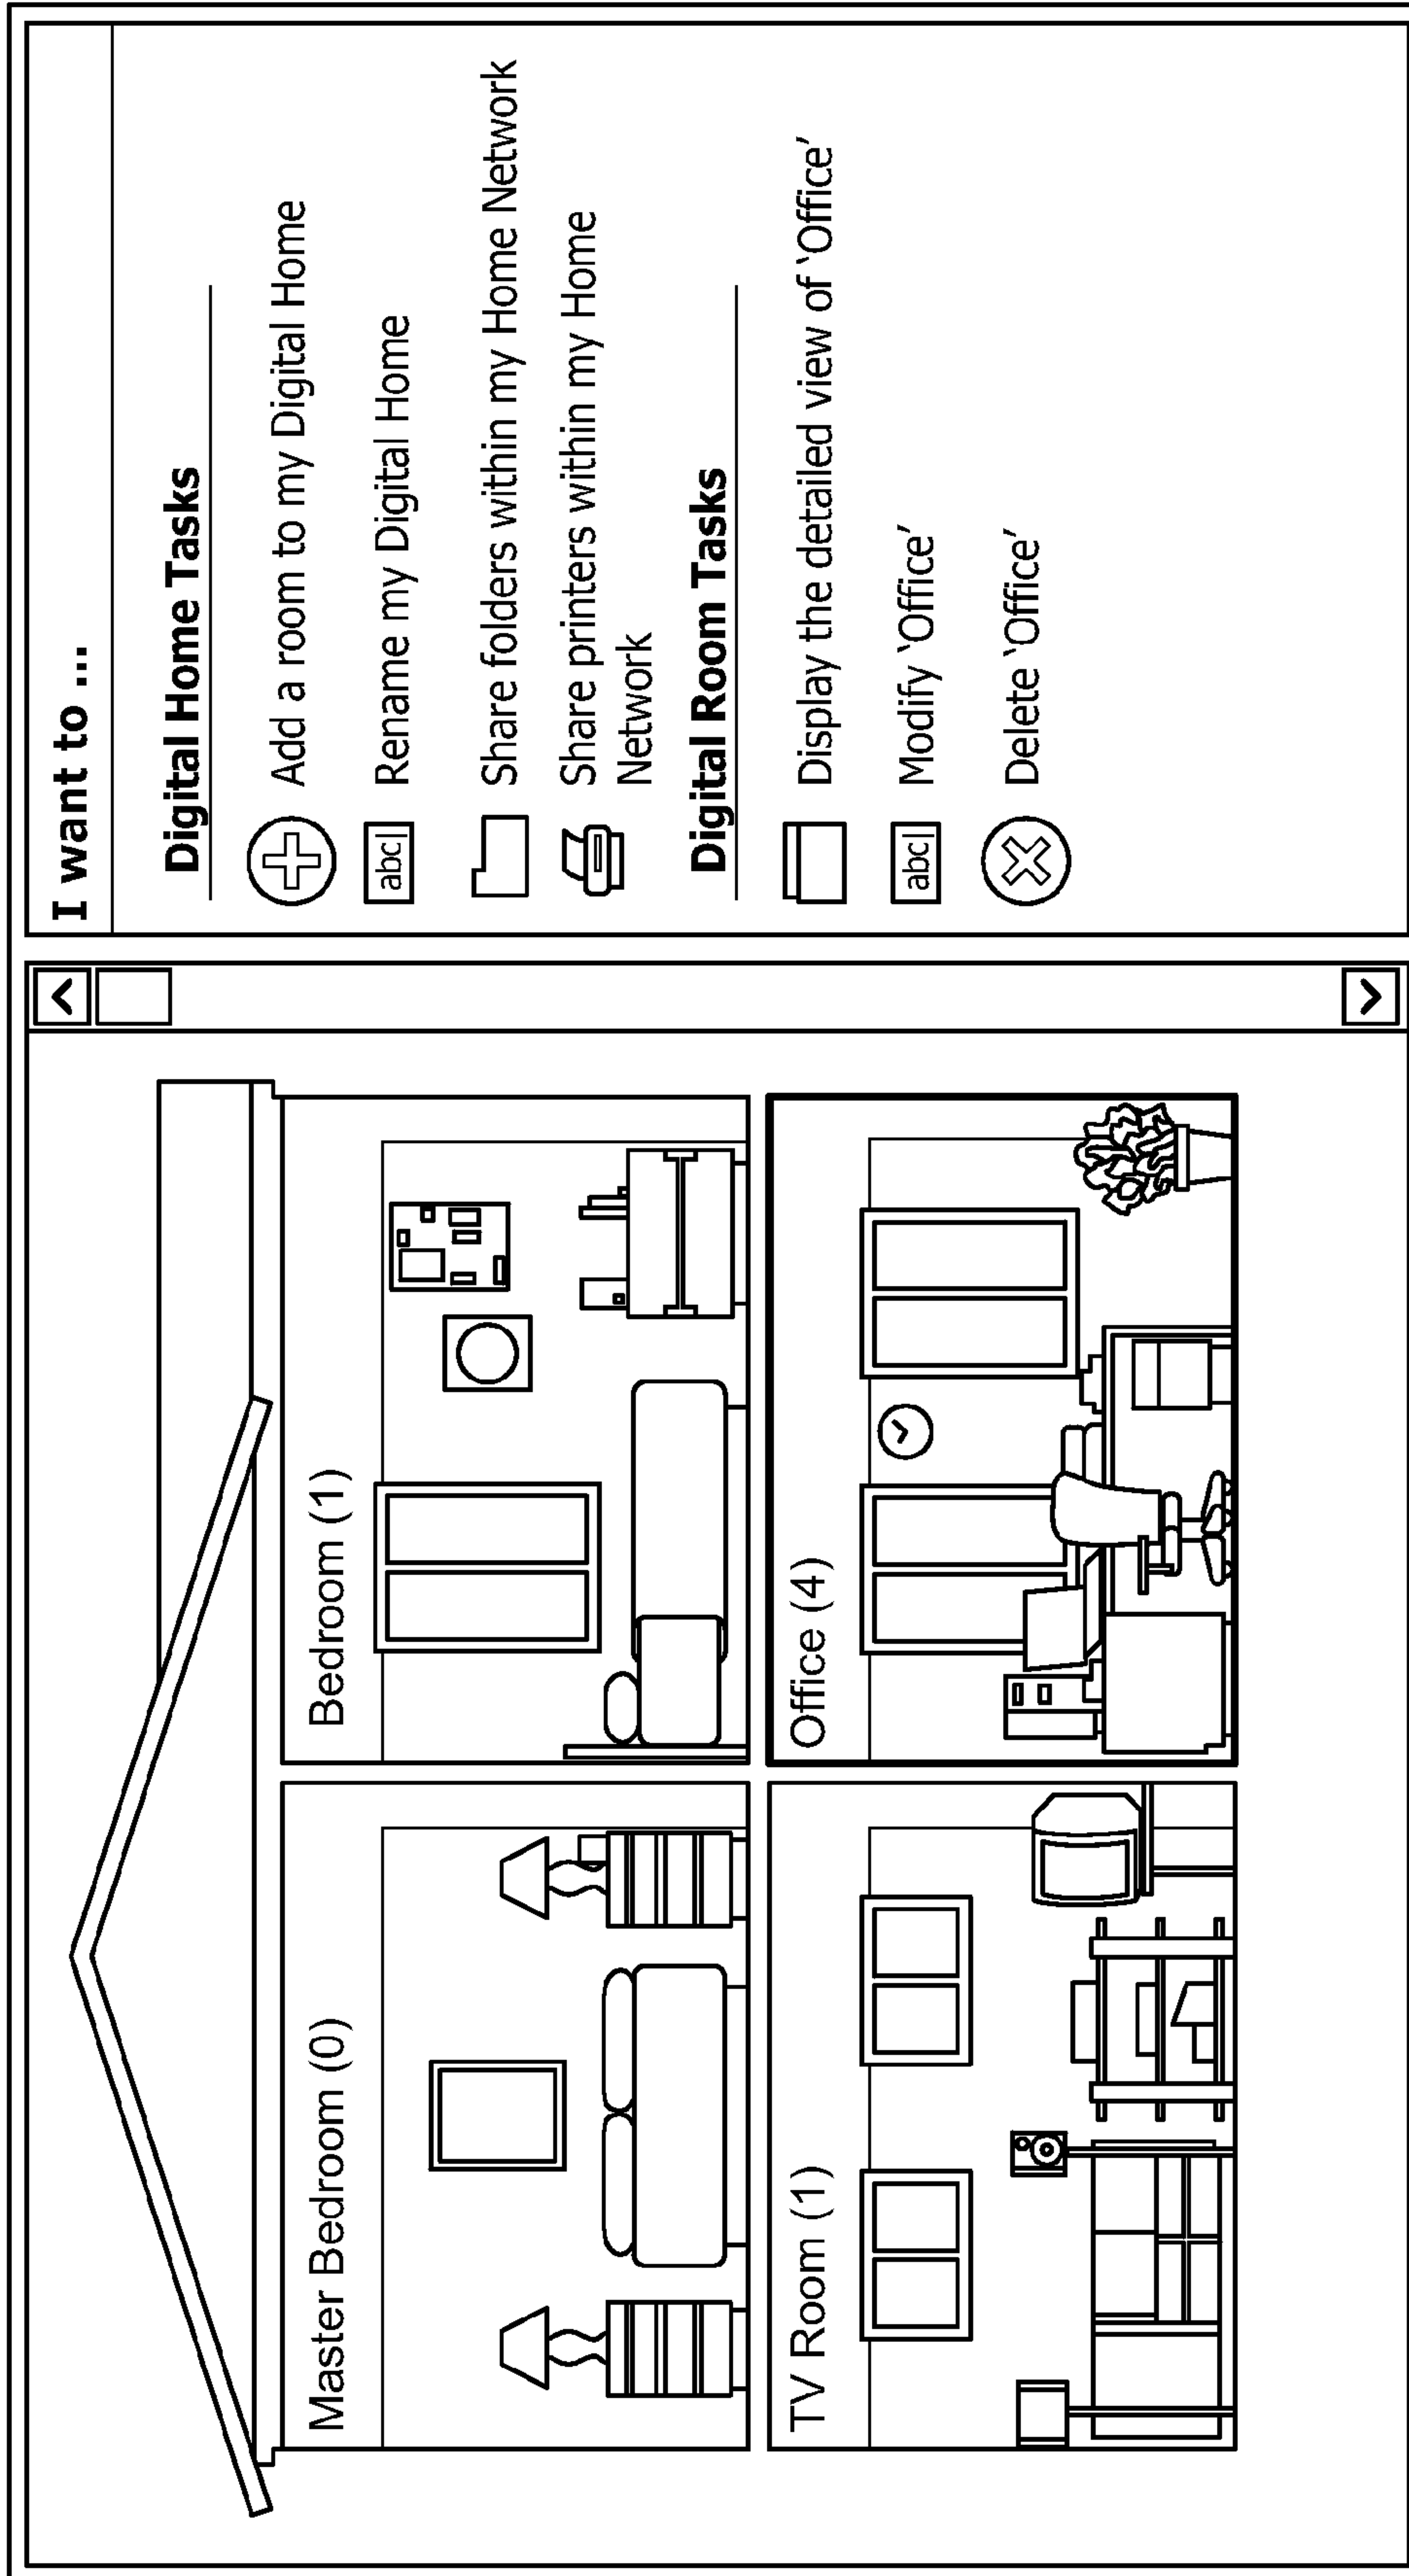 Master Bedroom (0)
Bedroom (1)
TV Room (1)
Office (4)
I want to ...
Digital Home Tasks
Add a room to my Digital Home
abc| Rename my Digital Home
Share folders within my Home Network
Share printers within my Home
Network
Digital Room Tasks
Display the detailed view of ‘Office’
abc| Modify ‘Office’
Delete ‘Office’